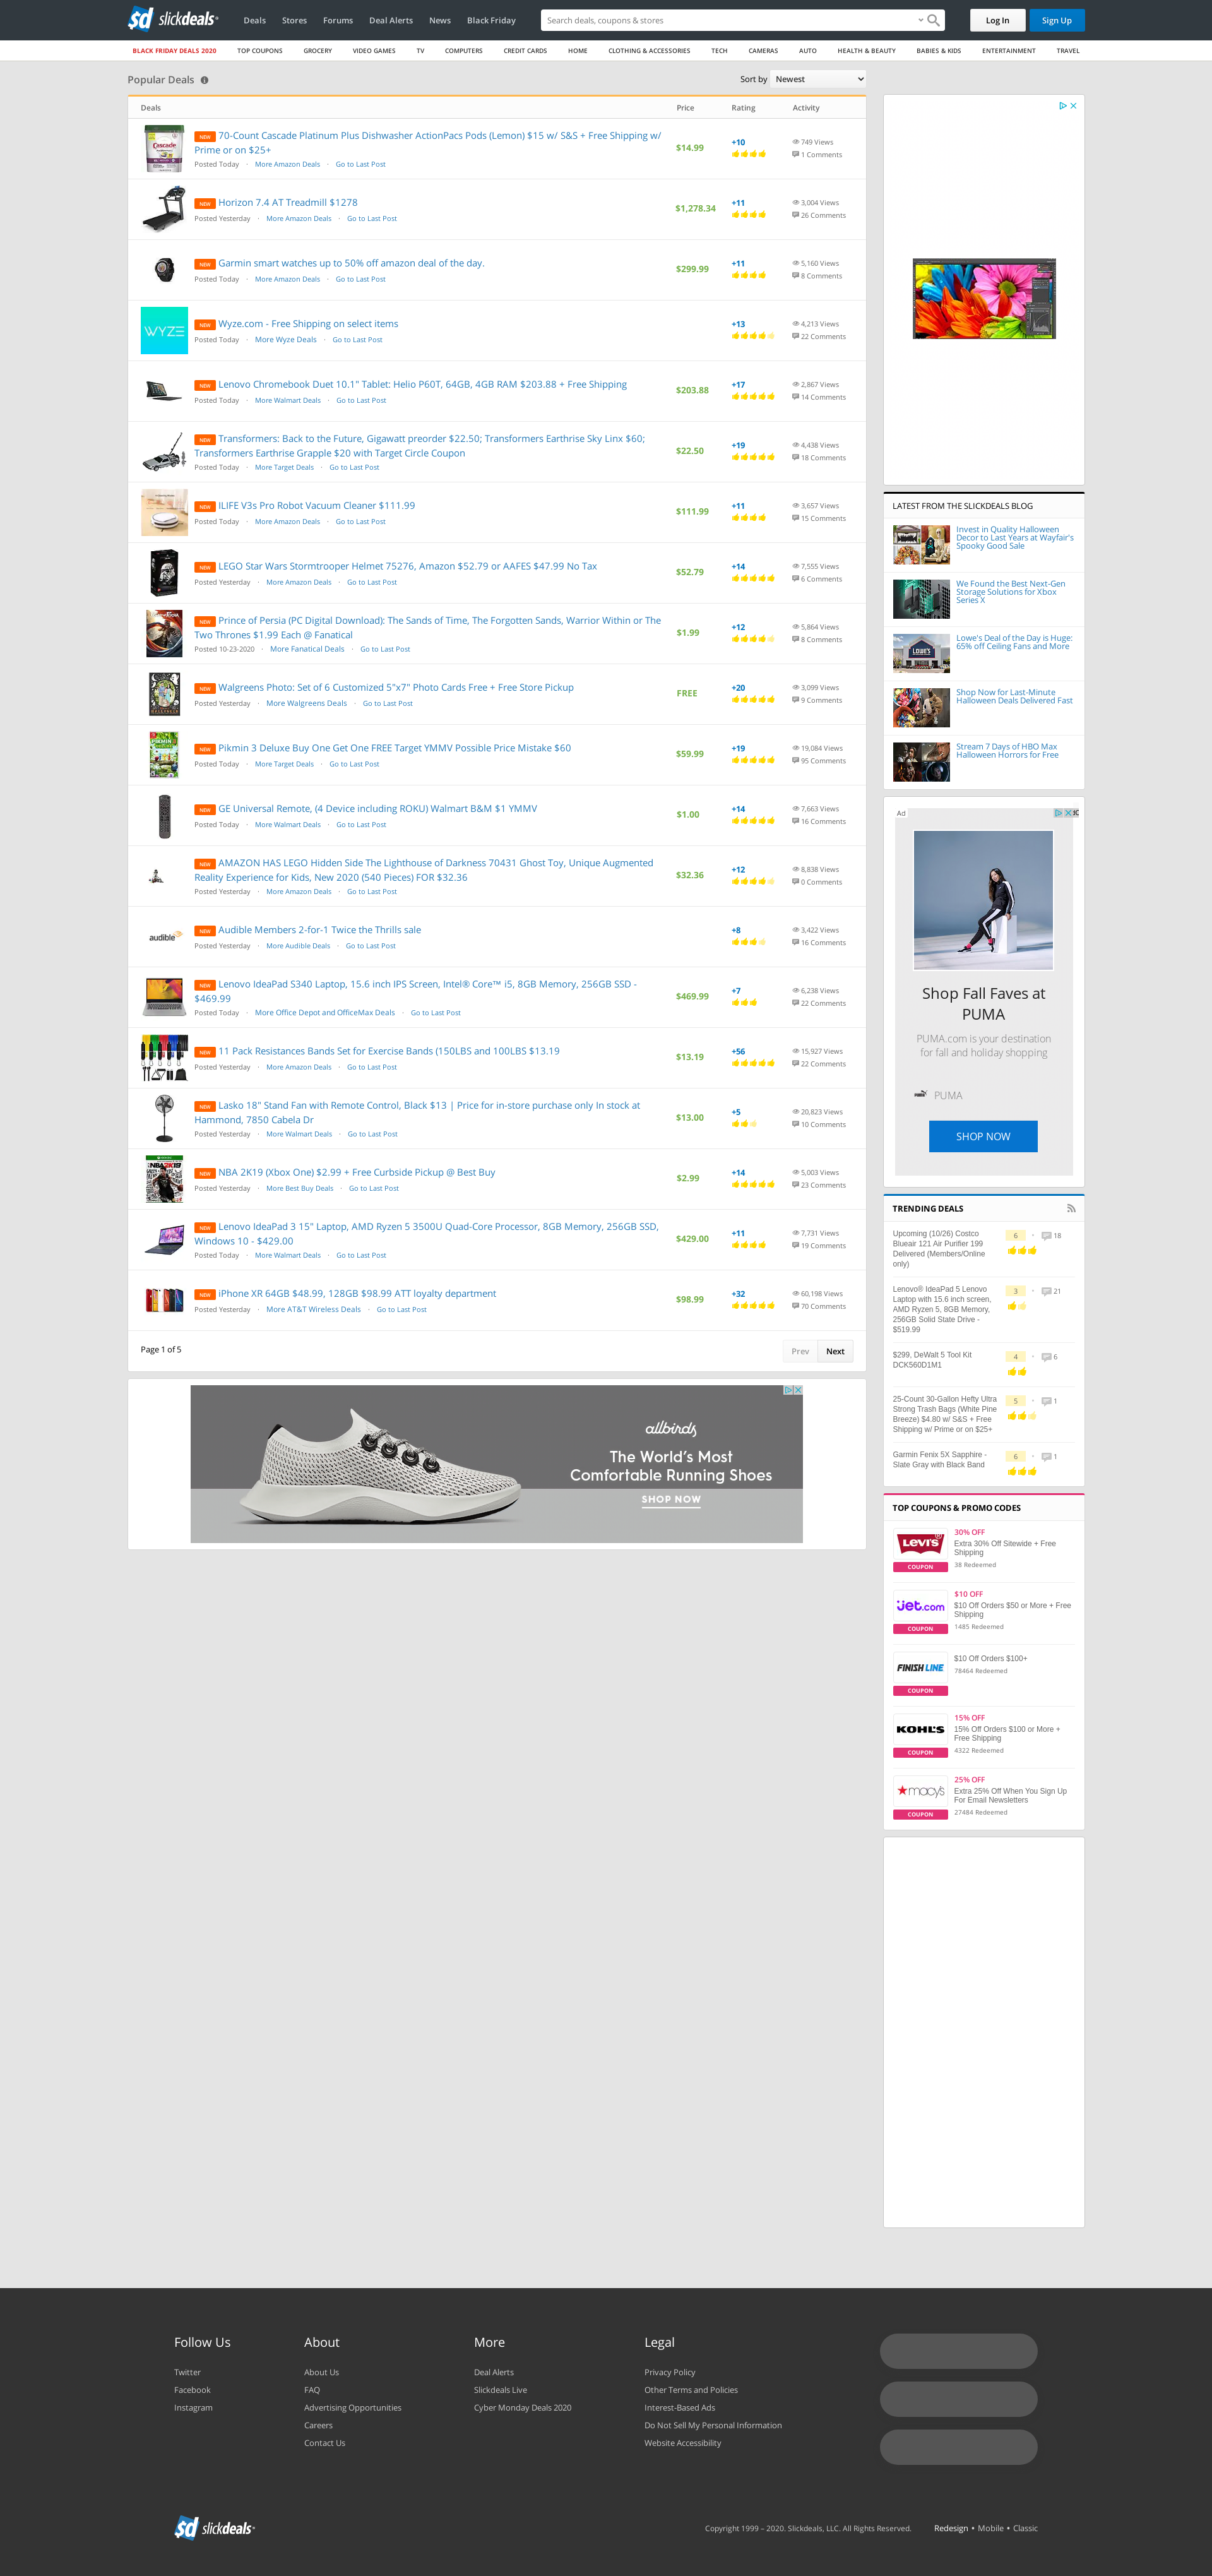 sd slickdeals
Deals
Stores
Forums
Deal Alerts
News
Black Friday
Search deals, coupons & stores
Log In
Sign Up
BLACK FRIDAY DEALS 2020
TOP COUPONS
GROCERY
VIDEO GAMES
TV
COMPUTERS
CREDIT CARDS
HOME
CLOTHING & ACCESSORIES
TECH
CAMERAS
AUTO
HEALTH & BEAUTY
BABIES & KIDS
ENTERTAINMENT
TRAVEL
Popular Deals
Sort by Newest
Deals Price Rating Activity
NEW 70-Count Cascade Platinum Plus Dishwasher ActionPacs Pods (Lemon) $15 w/ S&S + Free Shipping w/
Prime or on $25+
Posted Today · More Amazon Deals · Go to Last Post
$14.99
+10
749 Views
1 Comments
NEW Horizon 7.4 AT Treadmill $1278
Posted Yesterday · More Amazon Deals · Go to Last Post
$1,278.34
+11
3,004 Views
26 Comments
NEW Garmin smart watches up to 50% off amazon deal of the day.
Posted Today · More Amazon Deals · Go to Last Post
$299.99
+11
5,160 Views
8 Comments
WYZE
NEW Wyze.com - Free Shipping on select items
Posted Today · More Wyze Deals · Go to Last Post
+13
4,213 Views
22 Comments
NEW Lenovo Chromebook Duet 10.1" Tablet: Helio P60T, 64GB, 4GB RAM $203.88 + Free Shipping
Posted Today · More Walmart Deals · Go to Last Post
$203.88
+17
2,867 Views
14 Comments
NEW Transformers: Back to the Future, Gigawatt preorder $22.50; Transformers Earthrise Sky Linx $60;
Transformers Earthrise Grapple $20 with Target Circle Coupon
Posted Today · More Target Deals · Go to Last Post
$22.50
+19
4,438 Views
18 Comments
NEW ILIFE V3s Pro Robot Vacuum Cleaner $111.99
Posted Today · More Amazon Deals · Go to Last Post
$111.99
+11
3,657 Views
15 Comments
NEW LEGO Star Wars Stormtrooper Helmet 75276, Amazon $52.79 or AAFES $47.99 No Tax
Posted Yesterday · More Amazon Deals · Go to Last Post
$52.79
+14
7,555 Views
6 Comments
NEW Prince of Persia (PC Digital Download): The Sands of Time, The Forgotten Sands, Warrior Within or The
Two Thrones $1.99 Each @ Fanatical
Posted 10-23-2020 · More Fanatical Deals · Go to Last Post
$1.99
+12
5,864 Views
8 Comments
NEW Walgreens Photo: Set of 6 Customized 5"x7" Photo Cards Free + Free Store Pickup
Posted Yesterday · More Walgreens Deals · Go to Last Post
FREE
+20
3,099 Views
9 Comments
NEW Pikmin 3 Deluxe Buy One Get One FREE Target YMMV Possible Price Mistake $60
Posted Today · More Target Deals · Go to Last Post
$59.99
+19
19,084 Views
95 Comments
NEW GE Universal Remote, (4 Device including ROKU) Walmart B&M $1 YMMV
Posted Today · More Walmart Deals · Go to Last Post
$1.00
+14
7,663 Views
16 Comments
NEW AMAZON HAS LEGO Hidden Side The Lighthouse of Darkness 70431 Ghost Toy, Unique Augmented
Reality Experience for Kids, New 2020 (540 Pieces) FOR $32.36
Posted Yesterday · More Amazon Deals · Go to Last Post
$32.36
+12
8,838 Views
0 Comments
audible
NEW Audible Members 2-for-1 Twice the Thrills sale
Posted Yesterday · More Audible Deals · Go to Last Post
+8
3,422 Views
16 Comments
NEW Lenovo IdeaPad S340 Laptop, 15.6 inch IPS Screen, Intel® Core™ i5, 8GB Memory, 256GB SSD -
$469.99
Posted Today · More Office Depot and OfficeMax Deals · Go to Last Post
$469.99
+7
6,238 Views
22 Comments
NEW 11 Pack Resistances Bands Set for Exercise Bands (150LBS and 100LBS $13.19
Posted Yesterday · More Amazon Deals · Go to Last Post
$13.19
+56
15,927 Views
22 Comments
NEW Lasko 18" Stand Fan with Remote Control, Black $13 | Price for in-store purchase only In stock at
Hammond, 7850 Cabela Dr
Posted Yesterday · More Walmart Deals · Go to Last Post
$13.00
+5
20,823 Views
10 Comments
NBA 2K19
NEW NBA 2K19 (Xbox One) $2.99 + Free Curbside Pickup @ Best Buy
Posted Yesterday · More Best Buy Deals · Go to Last Post
$2.99
+14
5,003 Views
23 Comments
NEW Lenovo IdeaPad 3 15" Laptop, AMD Ryzen 5 3500U Quad-Core Processor, 8GB Memory, 256GB SSD,
Windows 10 - $429.00
Posted Today · More Walmart Deals · Go to Last Post
$429.00
+11
7,731 Views
19 Comments
NEW iPhone XR 64GB $48.99, 128GB $98.99 ATT loyalty department
Posted Yesterday · More AT&T Wireless Deals · Go to Last Post
$98.99
+32
60,198 Views
70 Comments
Page 1 of 5
Prev Next
allbirds
The World's Most
Comfortable Running Shoes
SHOP NOW
LATEST FROM THE SLICKDEALS BLOG
Invest in Quality Halloween
Decor to Last Years at Wayfair's
Spooky Good Sale
We Found the Best Next-Gen
Storage Solutions for Xbox
Series X
LOWE'S
Lowe's Deal of the Day is Huge:
65% off Ceiling Fans and More
Shop Now for Last-Minute
Halloween Deals Delivered Fast
Stream 7 Days of HBO Max
Halloween Horrors for Free
Ad
Shop Fall Faves at
PUMA
PUMA.com is your destination
for fall and holiday shopping
PUMA
SHOP NOW
TRENDING DEALS
Upcoming (10/26) Costco
Blueair 121 Air Purifier 199
Delivered (Members/Online
only)
6 · 18
Lenovo® IdeaPad 5 Lenovo
Laptop with 15.6 inch screen,
AMD Ryzen 5, 8GB Memory,
256GB Solid State Drive -
$519.99
3 · 21
$299, DeWalt 5 Tool Kit
DCK560D1M1
4 · 6
25-Count 30-Gallon Hefty Ultra
Strong Trash Bags (White Pine
Breeze) $4.80 w/ S&S + Free
Shipping w/ Prime or on $25+
5 · 1
Garmin Fenix 5X Sapphire -
Slate Gray with Black Band
6 · 1
TOP COUPONS & PROMO CODES
LEVI'S
COUPON
30% OFF
Extra 30% Off Sitewide + Free
Shipping
38 Redeemed
jet.com
COUPON
$10 OFF
$10 Off Orders $50 or More + Free
Shipping
1485 Redeemed
FINISH LINE
COUPON
$10 Off Orders $100+
78464 Redeemed
KOHL'S
COUPON
15% OFF
15% Off Orders $100 or More +
Free Shipping
4322 Redeemed
macy's
COUPON
25% OFF
Extra 25% Off When You Sign Up
For Email Newsletters
27484 Redeemed
Follow Us
Twitter
Facebook
Instagram
About
About Us
FAQ
Advertising Opportunities
Careers
Contact Us
More
Deal Alerts
Slickdeals Live
Cyber Monday Deals 2020
Legal
Privacy Policy
Other Terms and Policies
Interest-Based Ads
Do Not Sell My Personal Information
Website Accessibility
sd slickdeals
Copyright 1999 – 2020. Slickdeals, LLC. All Rights Reserved.
Redesign • Mobile • Classic